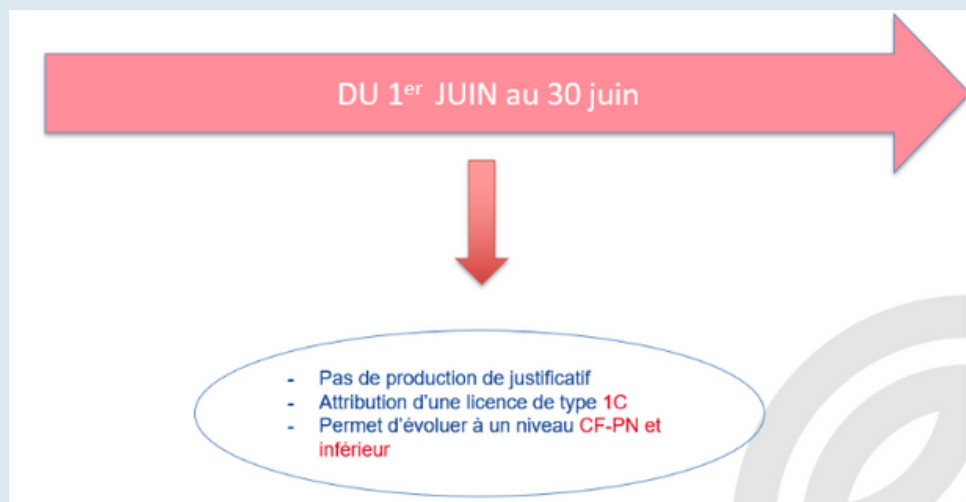 DU 1er JUIN au 30 juin
- Pas de production de justificatif
- Attribution d'une licence de type 1C
- Permet d'évoluer à un niveau CF-PN et
inférieur